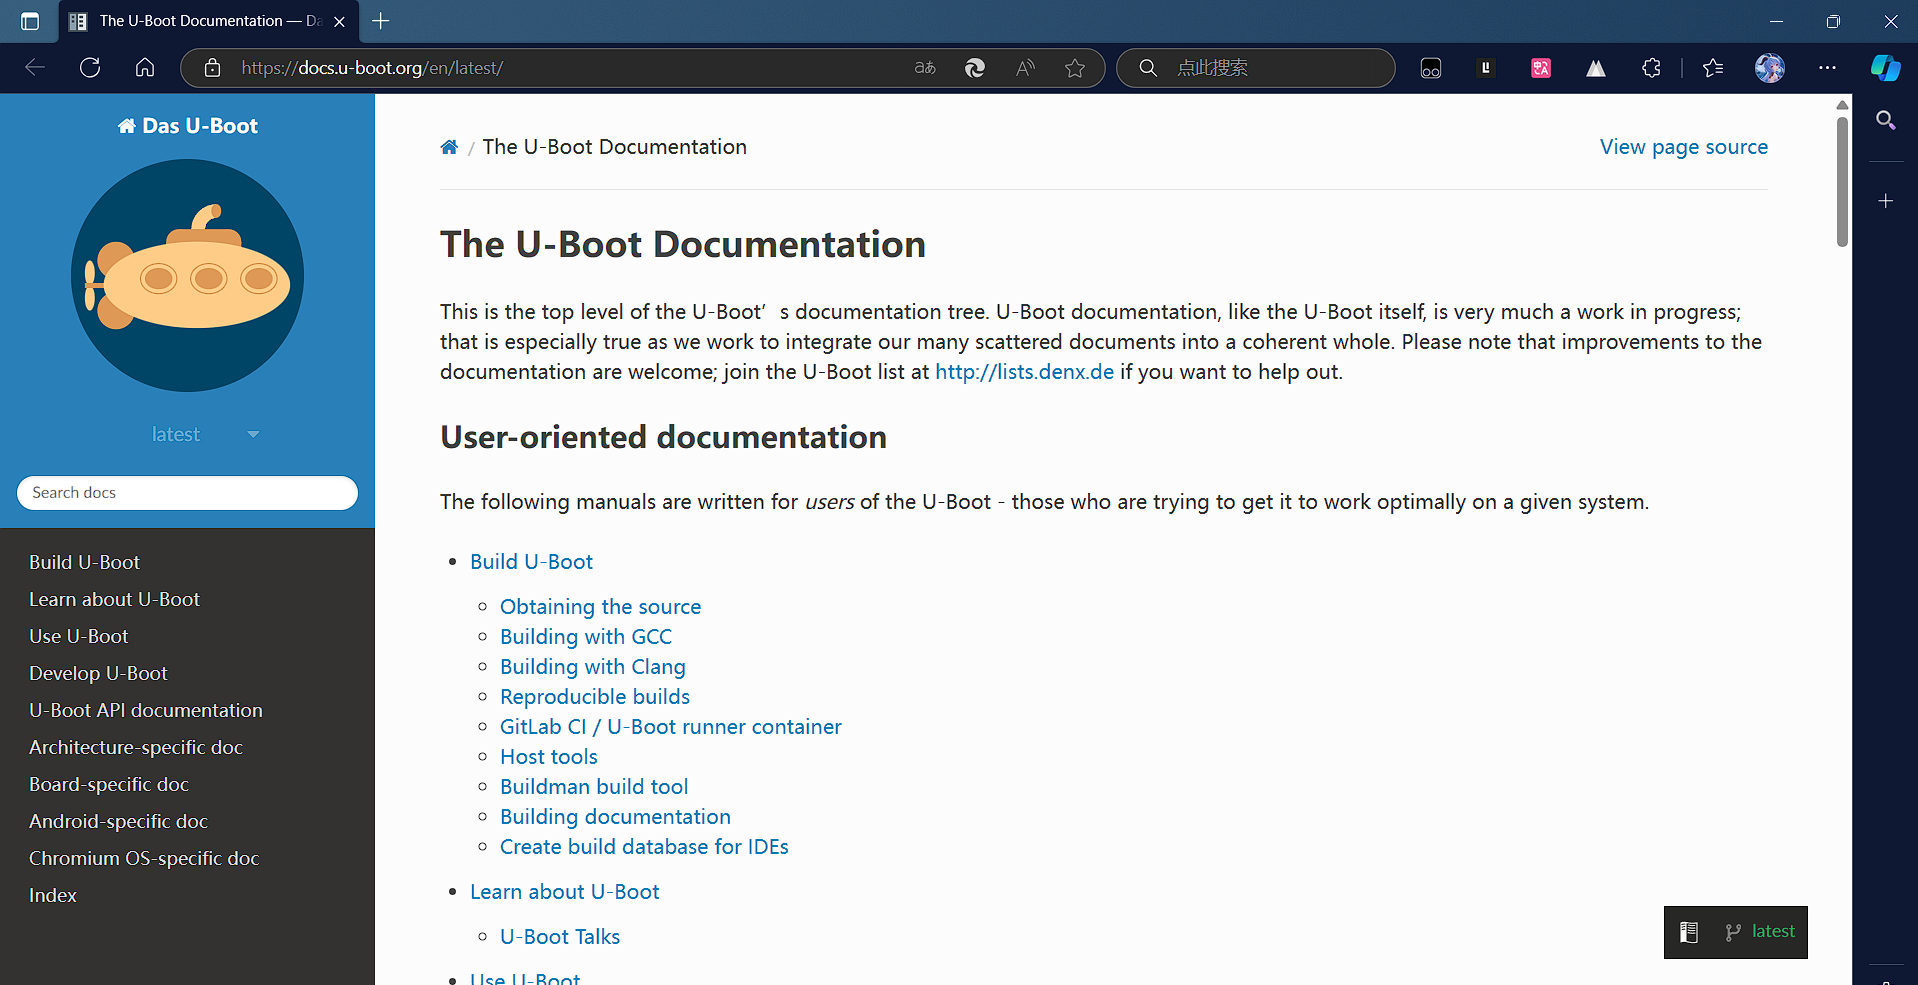 The U-Boot Documentation — Da
https://docs.u-boot.org/en/latest/
点此搜索
Das U-Boot
latest
Search docs
Build U-Boot
Learn about U-Boot
Use U-Boot
Develop U-Boot
U-Boot API documentation
Architecture-specific doc
Board-specific doc
Android-specific doc
Chromium OS-specific doc
Index
/ The U-Boot Documentation
View page source
The U-Boot Documentation
This is the top level of the U-Boot’s documentation tree. U-Boot documentation, like the U-Boot itself, is very much a work in progress;
that is especially true as we work to integrate our many scattered documents into a coherent whole. Please note that improvements to the
documentation are welcome; join the U-Boot list at http://lists.denx.de if you want to help out.
User-oriented documentation
The following manuals are written for users of the U-Boot - those who are trying to get it to work optimally on a given system.
Build U-Boot
Obtaining the source
Building with GCC
Building with Clang
Reproducible builds
GitLab CI / U-Boot runner container
Host tools
Buildman build tool
Building documentation
Create build database for IDEs
Learn about U-Boot
U-Boot Talks
Use U-Boot
latest